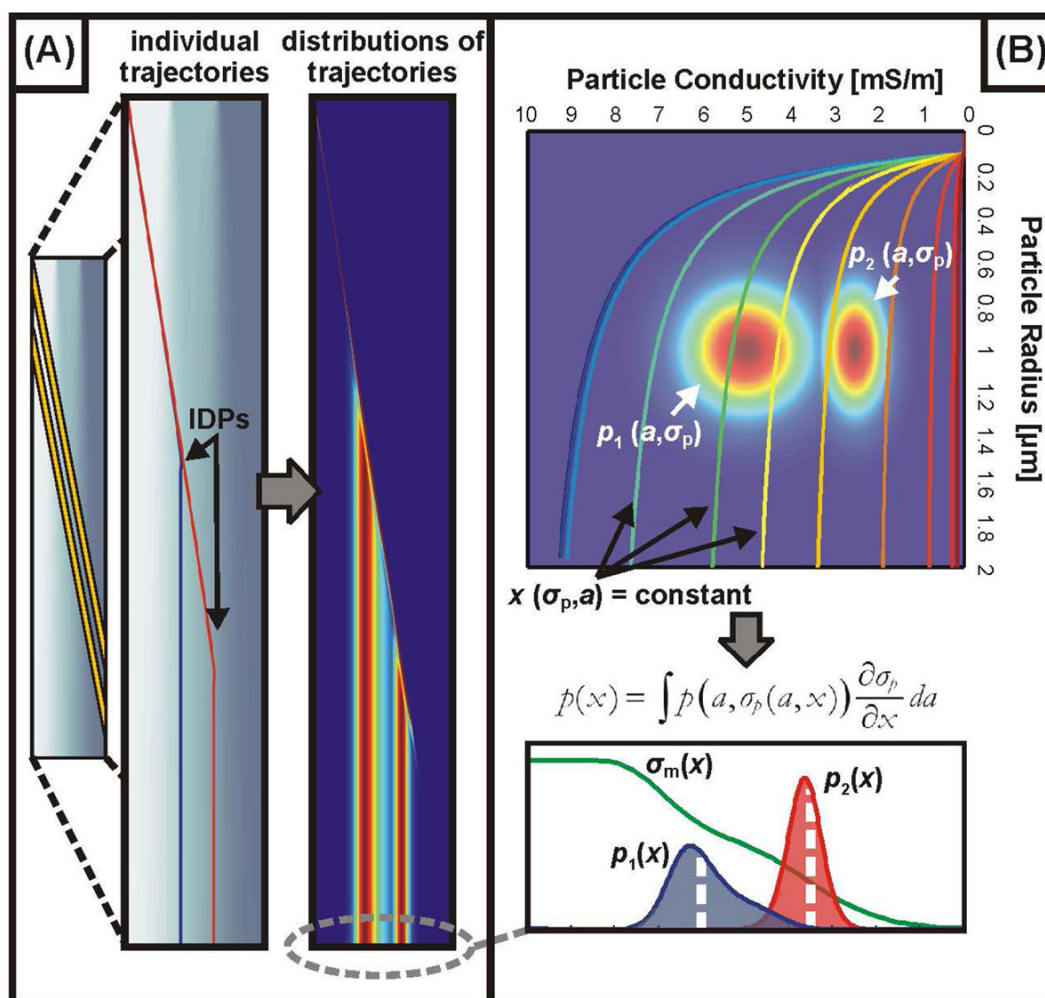 (A)
individual
trajectories
distributions of
trajectories
IDPs
(B)
Particle Conductivity [mS/m]
10 9 8 7 6 5 4 3 2 1 0
0
0.2
0.4
0.6
0.8
1
1.2
1.4
1.6
1.8
2
Particle Radius [µm]
p₂ (a,σₚ)
p₁ (a,σₚ)
x (σₚ,a) = constant
p(x) = ∫ p(a,σₚ(a,x)) ∂σₚ/∂x da
σₘ(x)
p₂(x)
p₁(x)